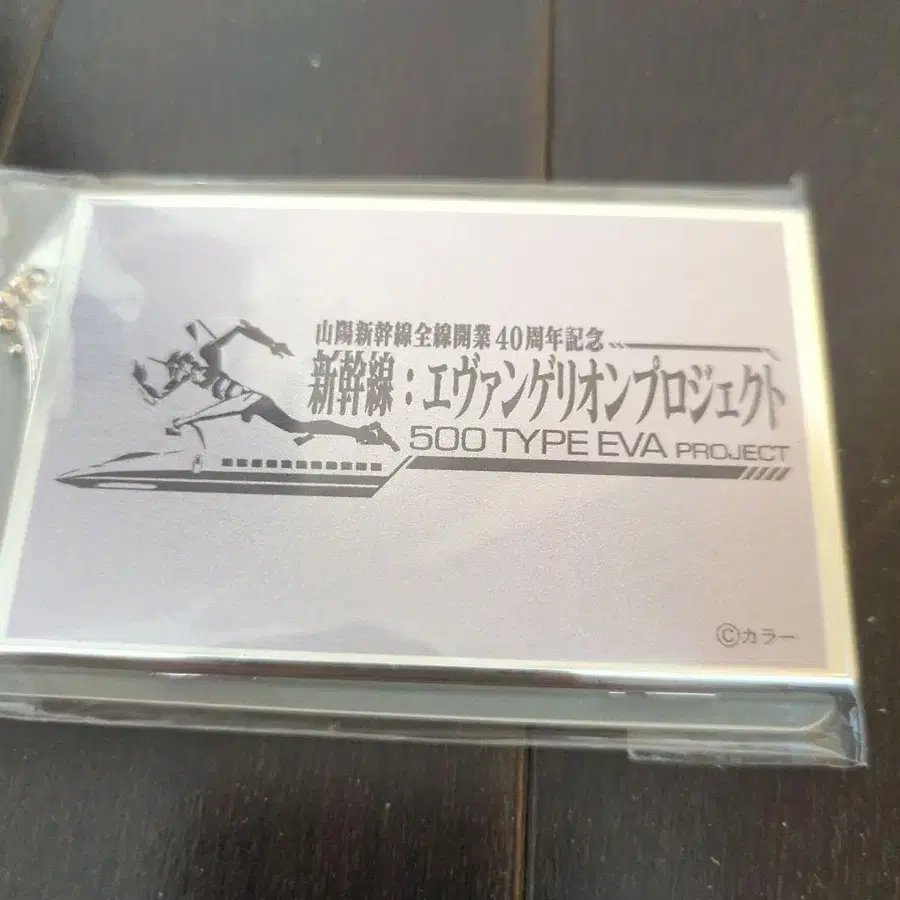 山陽新幹線全線開業40周年記念
新幹線：エヴァンゲリオンプロジェクト
500 TYPE EVA PROJECT
©カラー